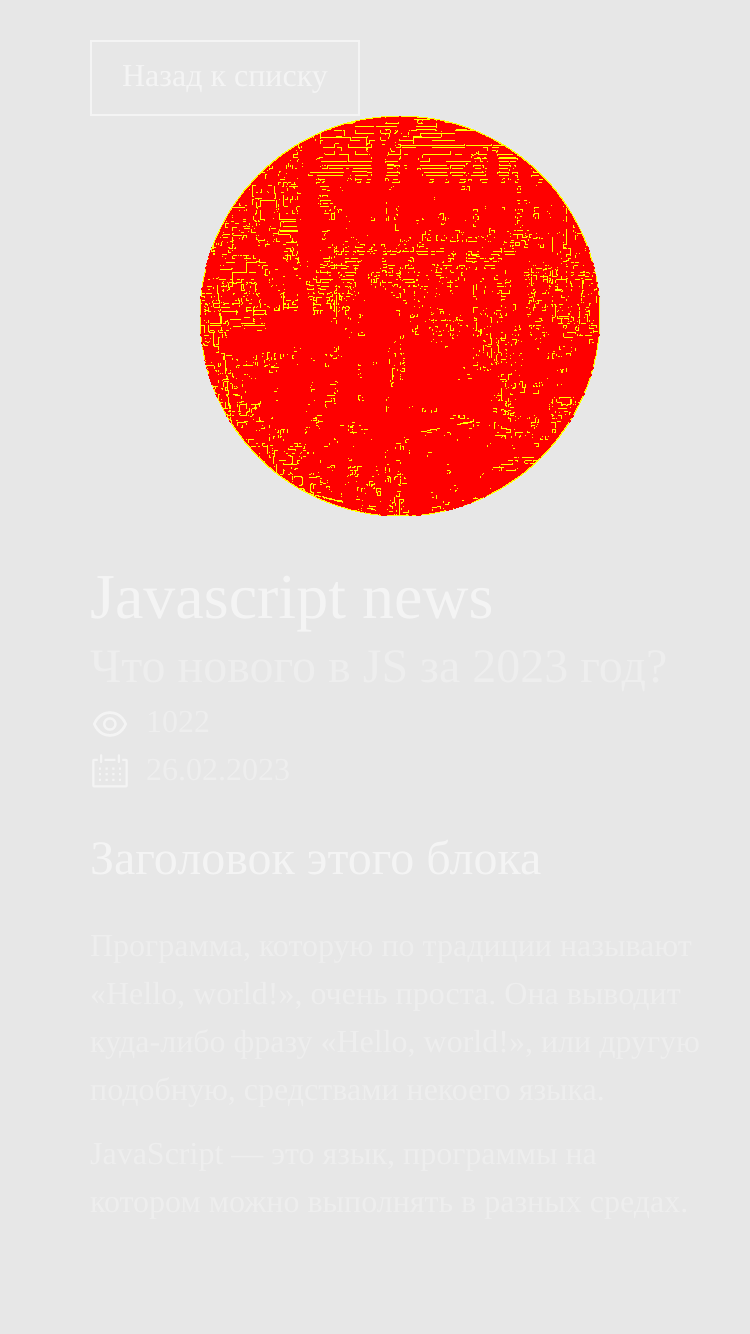 Назад к списку
Javascript news
Что нового в JS за 2023 год?
1022
26.02.2023
Заголовок этого блока
Программа, которую по традиции называют
«Hello, world!», очень проста. Она выводит
куда-либо фразу «Hello, world!», или другую
подобную, средствами некоего языка.
JavaScript — это язык, программы на
котором можно выполнять в разных средах.